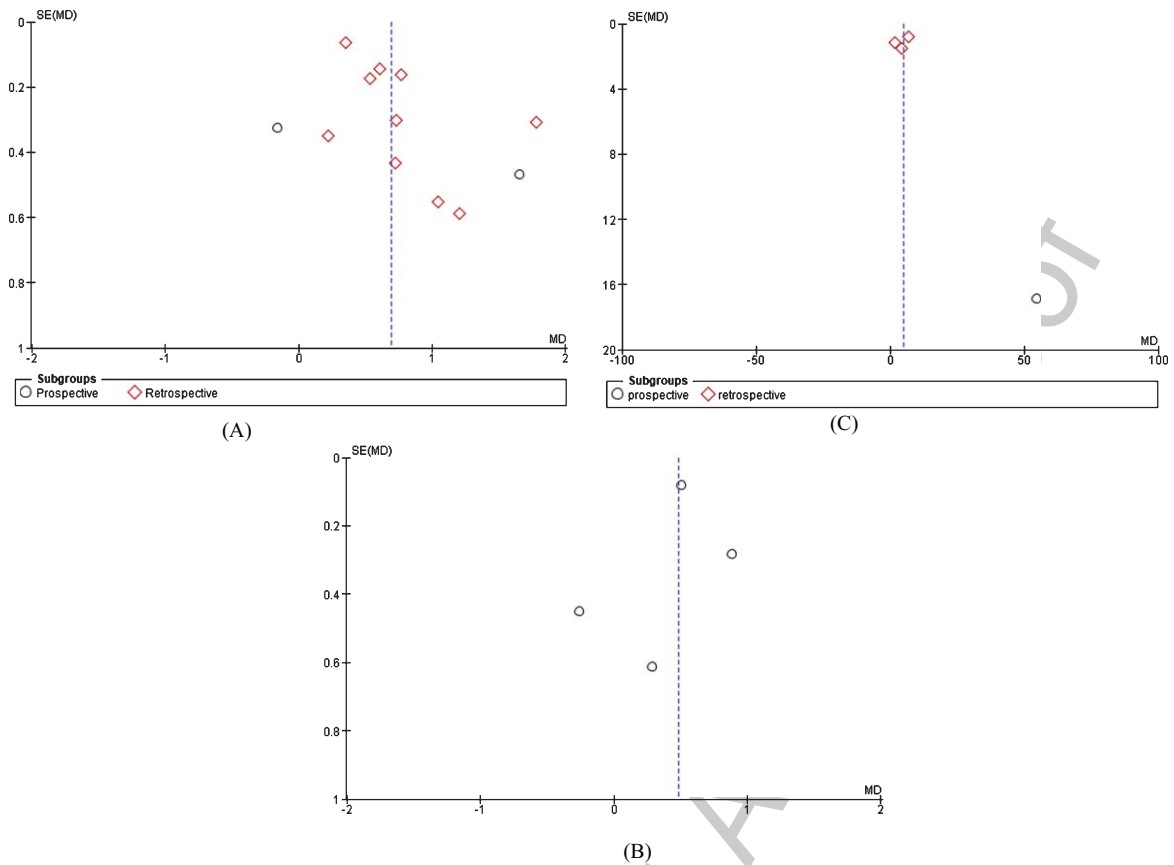 SE(MD)
0
0.2
0.4
0.6
0.8
1
-2
-1
0
1
2
MD
Subgroups
Prospective
Retrospective
(A)
SE(MD)
0
4
8
12
16
20
-100
-50
0
50
100
MD
Subgroups
prospective
retrospective
(C)
SE(MD)
0
0.2
0.4
0.6
0.8
1
-2
-1
0
1
2
MD
(B)